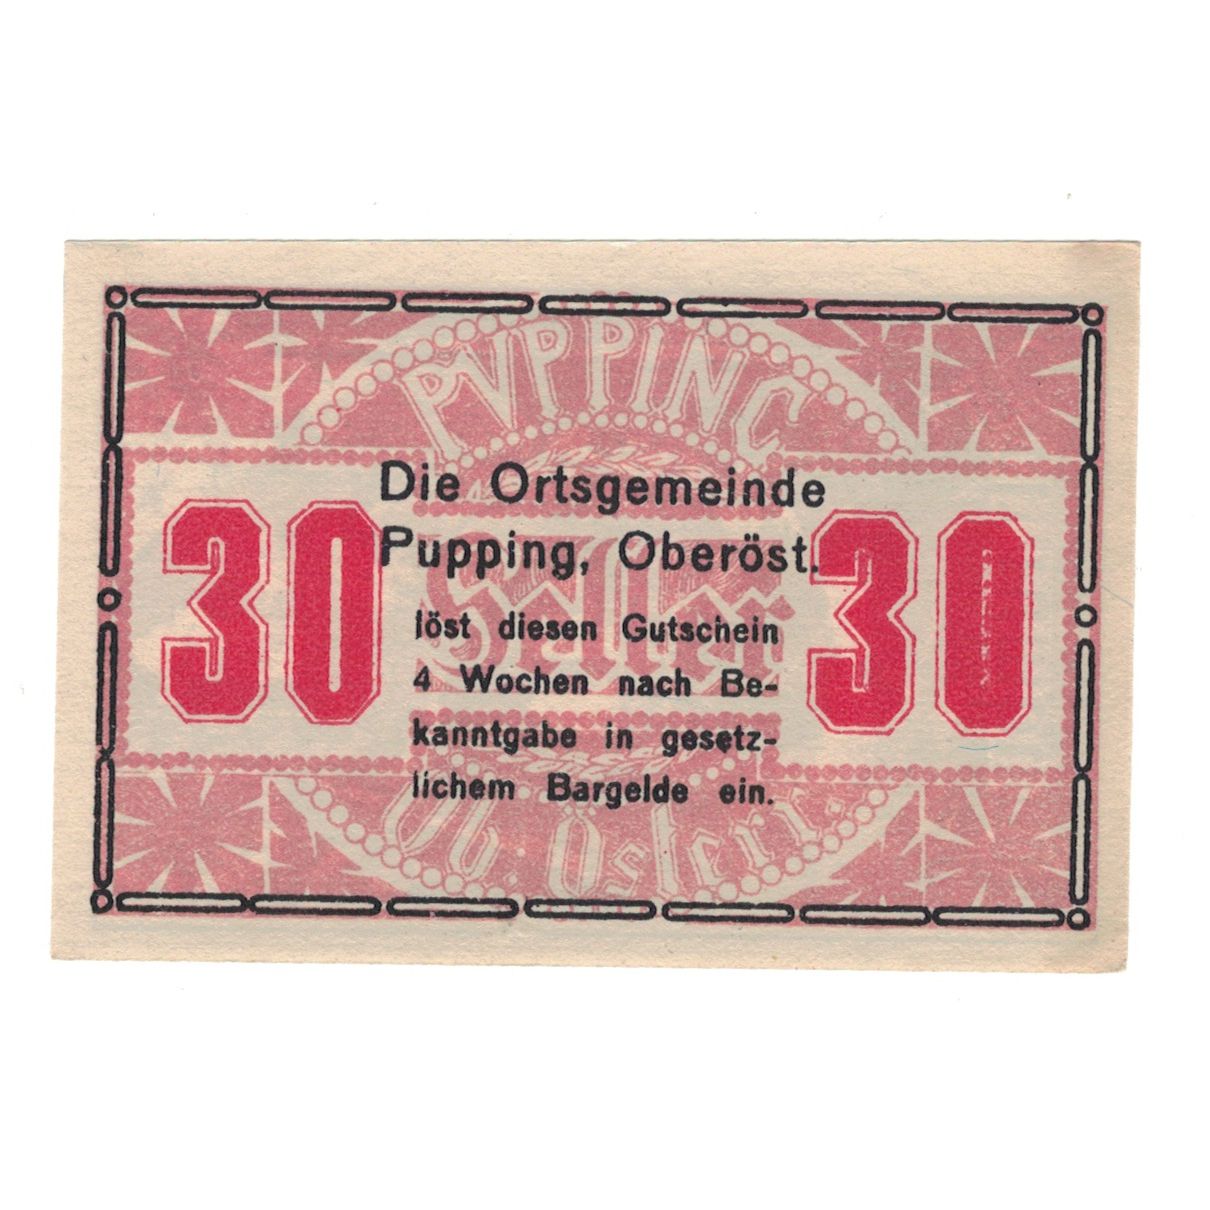 PUPPING
Die Ortsgemeinde
Pupping, Oberöst.
30
30
Heller
löst diesen Gutschein
4 Wochen nach Be-
kanntgabe in gesetz-
lichem Bargelde ein.
Ob. Österr.